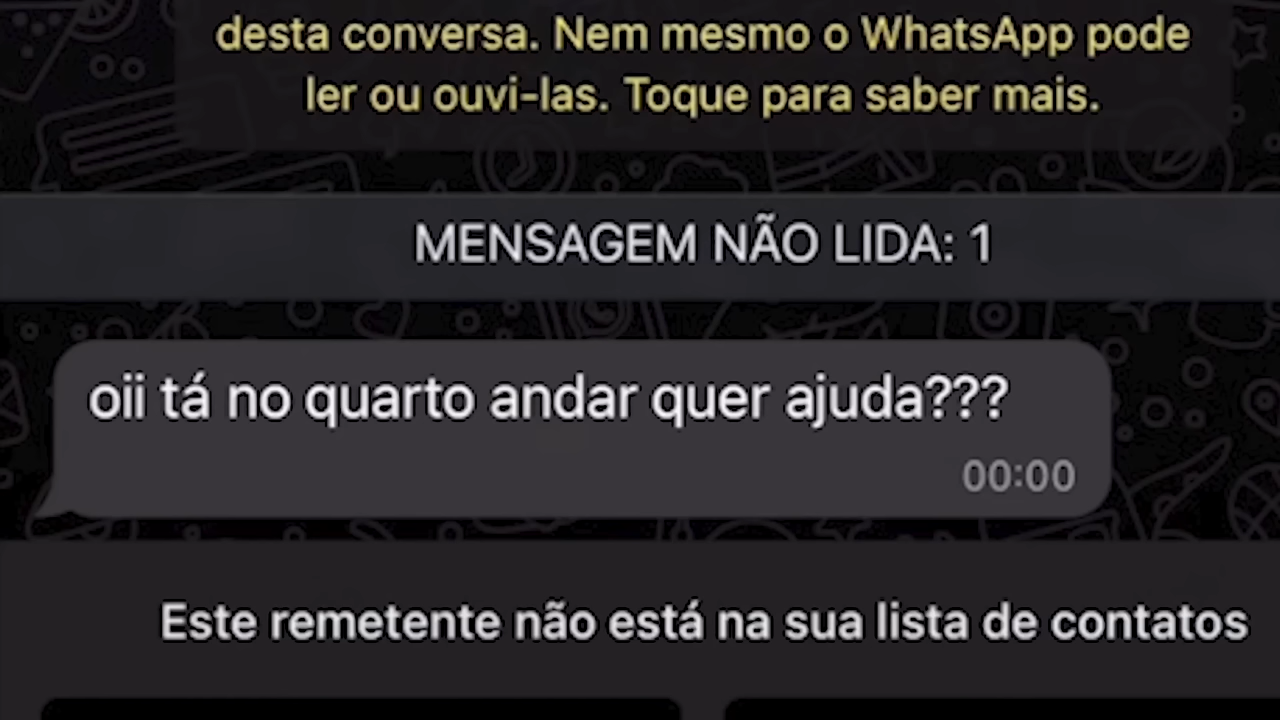 desta conversa. Nem mesmo o WhatsApp pode
ler ou ouvi-las. Toque para saber mais.
MENSAGEM NÃO LIDA: 1
oii tá no quarto andar quer ajuda???
00:00
Este remetente não está na sua lista de contatos